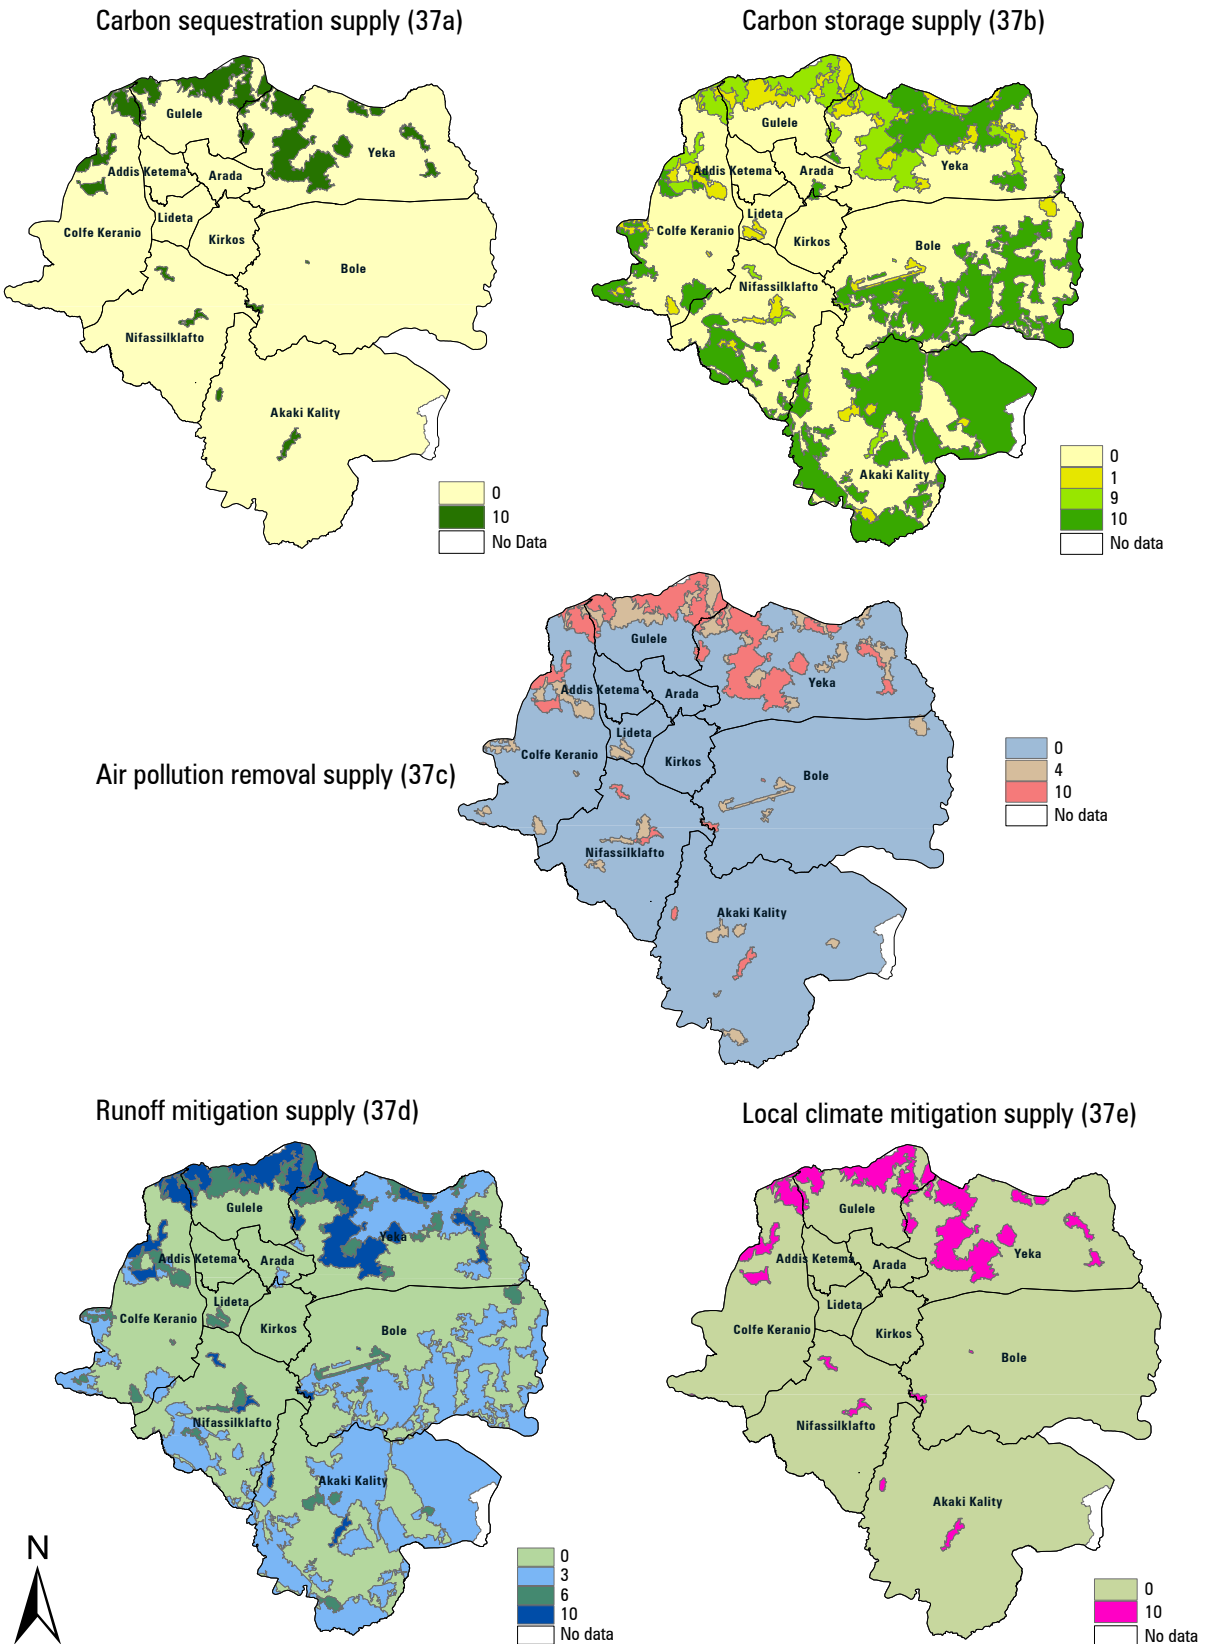 Carbon sequestration supply (37a)
Gulele
Yeka
Addis Ketema
Arada
Lideta
Colfe Keranio
Kirkos
Bole
Nifassilklafto
Akaki Kality
0
10
No Data
Carbon storage supply (37b)
Gulele
Yeka
Addis Ketema
Arada
Lideta
Colfe Keranio
Kirkos
Bole
Nifassilklafto
Akaki Kality
0
1
9
10
No data
Air pollution removal supply (37c)
Gulele
Yeka
Addis Ketema
Arada
Lideta
Colfe Keranio
Kirkos
Bole
Nifassilklafto
Akaki Kality
0
4
10
No data
Runoff mitigation supply (37d)
Gulele
Yeka
Addis Ketema
Arada
Lideta
Colfe Keranio
Kirkos
Bole
Nifassilklafto
Akaki Kality
N
0
3
6
10
No data
Local climate mitigation supply (37e)
Gulele
Yeka
Addis Ketema
Arada
Lideta
Colfe Keranio
Kirkos
Bole
Nifassilklafto
Akaki Kality
0
10
No data